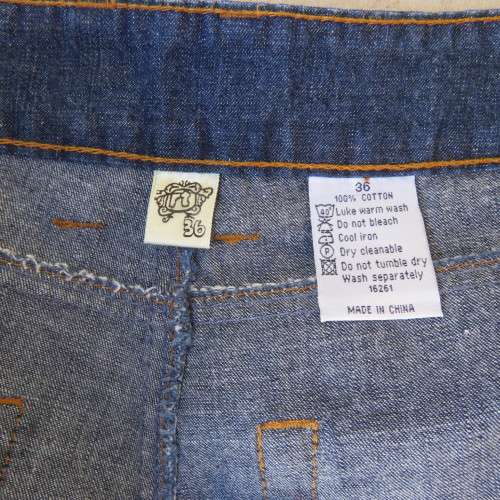 36
36
100% COTTON
Luke warm wash
Do not bleach
Cool iron
Dry cleanable
Do not tumble dry
Wash separately
16261
MADE IN CHINA